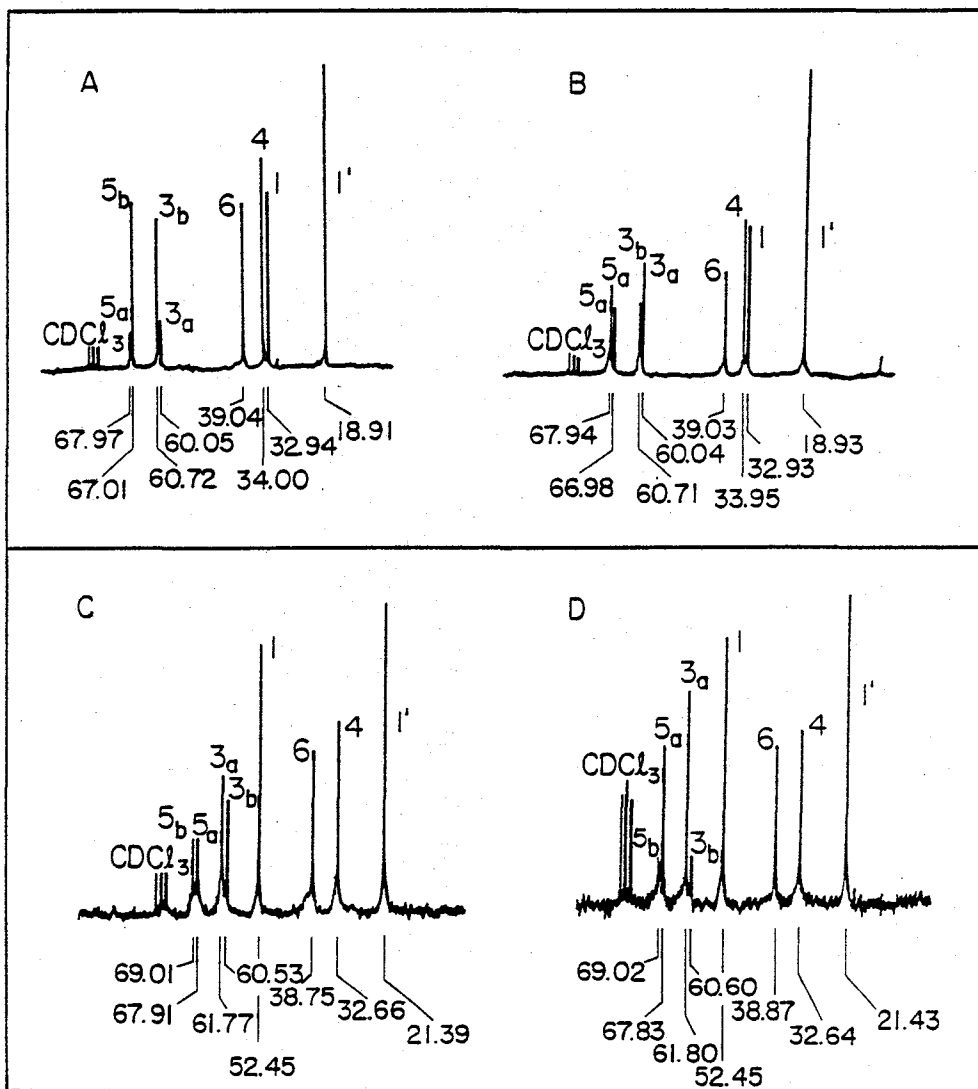 A
5b
3b
6
4
1
1'
5a
3a
CDCl3
67.97
60.05
39.04
32.94
18.91
67.01
60.72
34.00
B
3b
5a
5a
3a
6
4
1
1'
CDCl3
67.94
60.04
39.03
32.93
18.93
66.98
60.71
33.95
C
1
3a
3b
6
4
1'
5b
5a
CDCl3
69.01
60.53
38.75
32.66
21.39
67.91
61.77
52.45
D
1
3a
5a
6
4
1'
CDCl3
5b
3b
69.02
60.60
38.87
32.64
21.43
67.83
61.80
52.45